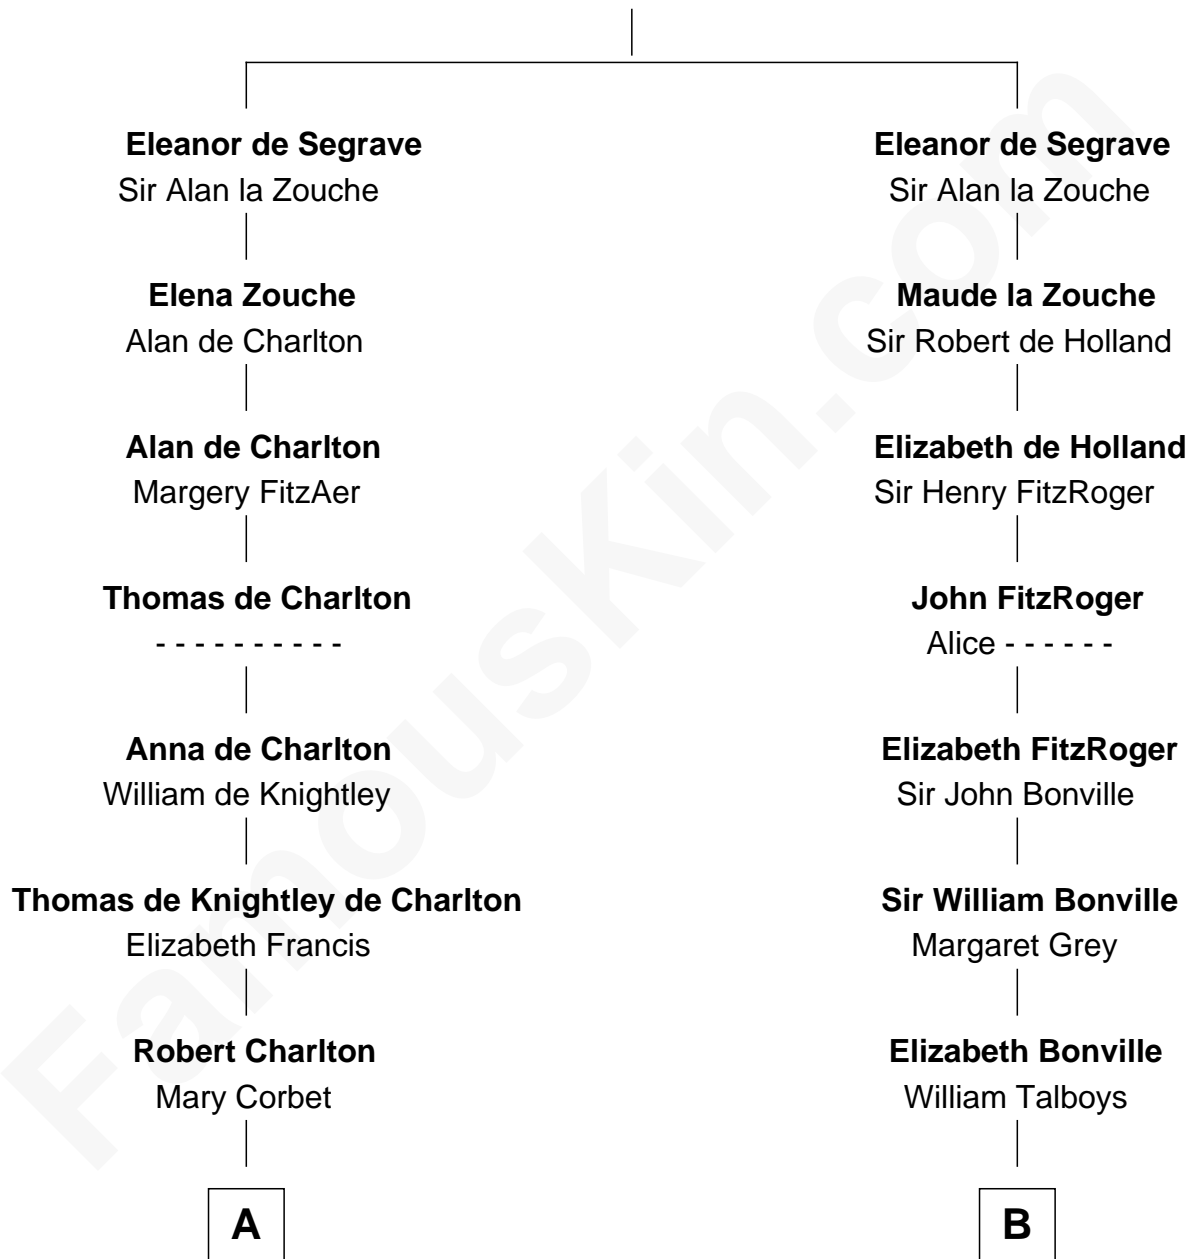 Eleanor de Segrave
Sir Alan la Zouche
Elena Zouche
Alan de Charlton
Alan de Charlton
Margery FitzAer
Thomas de Charlton
- - - - - - - - - -
Anna de Charlton
William de Knightley
Thomas de Knightley de Charlton
Elizabeth Francis
Robert Charlton
Mary Corbet
A
Eleanor de Segrave
Sir Alan la Zouche
Maude la Zouche
Sir Robert de Holland
Elizabeth de Holland
Sir Henry FitzRoger
John FitzRoger
Alice - - - - - -
Elizabeth FitzRoger
Sir John Bonville
Sir William Bonville
Margaret Grey
Elizabeth Bonville
William Talboys
B
FamousKin.com